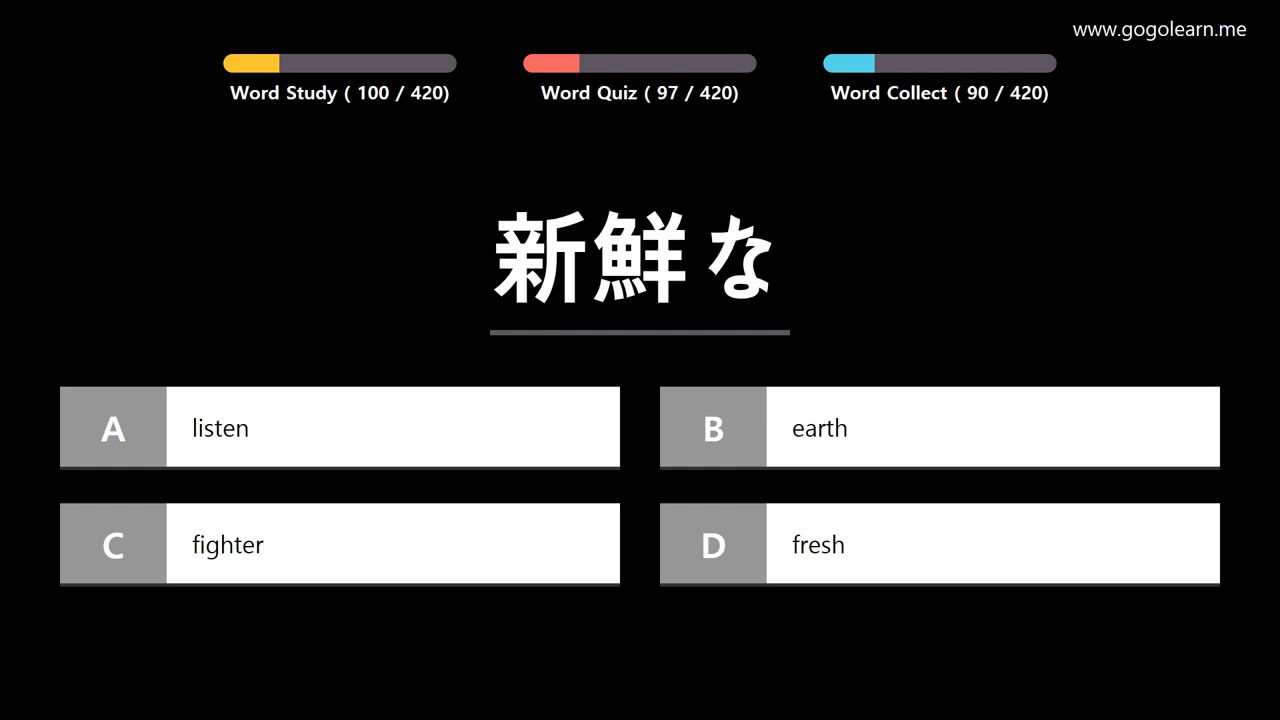 www.gogolearn.me
Word Study ( 100 / 420)
Word Quiz ( 97 / 420)
Word Collect ( 90 / 420)
新鮮な
A listen
B earth
C fighter
D fresh